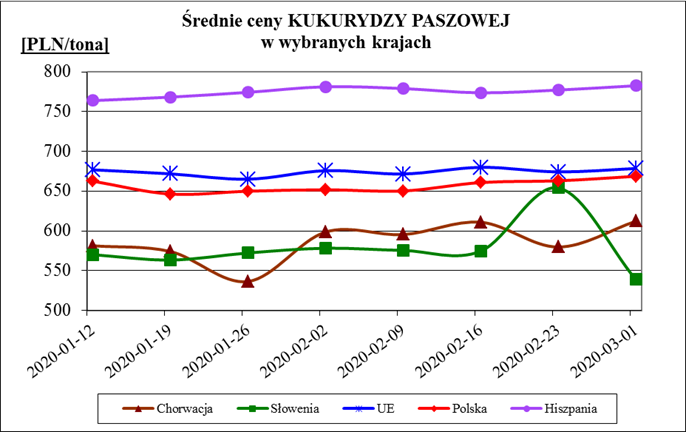 Średnie ceny KUKURYDZY PASZOWEJ
w wybranych krajach
[PLN/tona]
800
750
700
650
600
550
500
2020-01-12
2020-01-19
2020-01-26
2020-02-02
2020-02-09
2020-02-16
2020-02-23
2020-03-01
Chorwacja
Słowenia
UE
Polska
Hiszpania